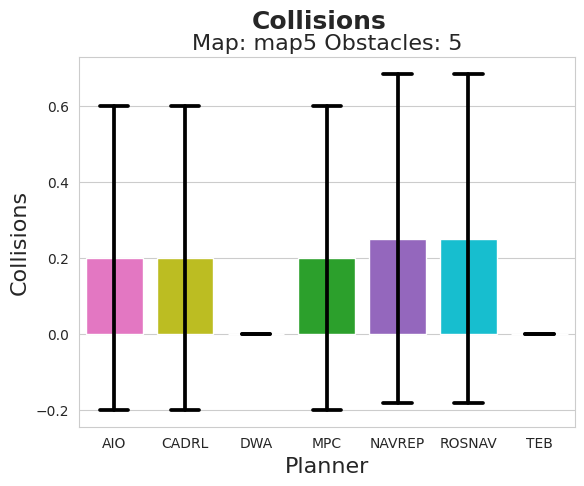 Collisions
Map: map5 Obstacles: 5
Collisions
0.6
0.4
0.2
0.0
−0.2
AIO CADRL DWA MPC NAVREP ROSNAV TEB
Planner